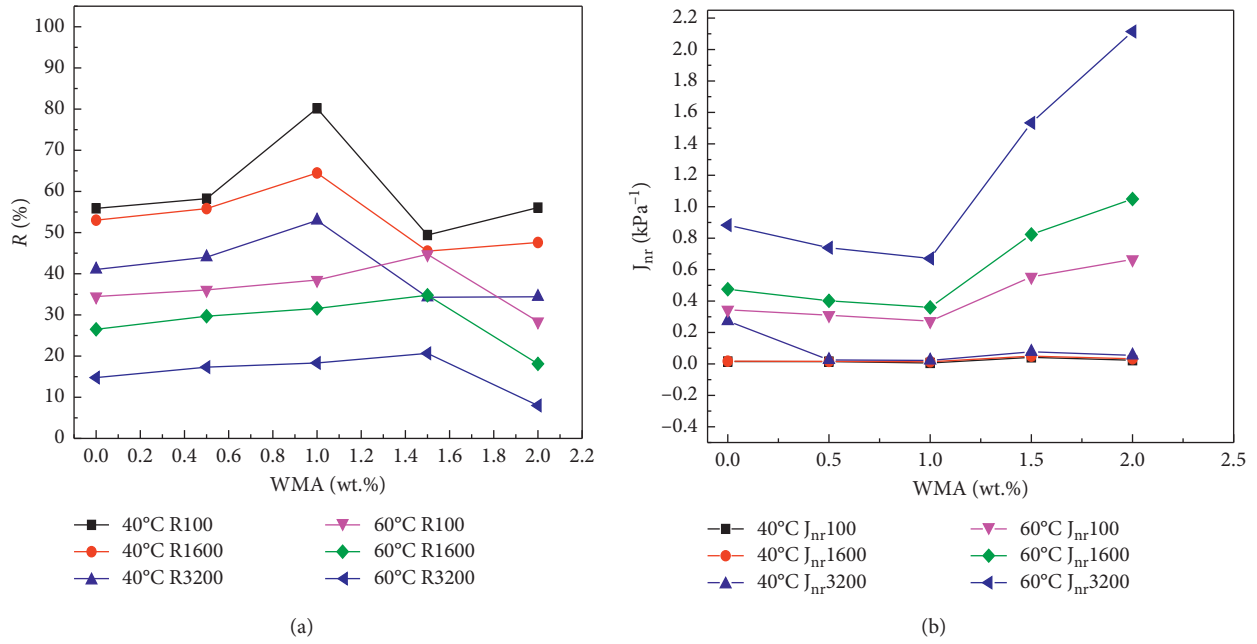 100
90
80
70
60
50
40
30
20
10
0
R (%)
0.0 0.2 0.4 0.6 0.8 1.0 1.2 1.4 1.6 1.8 2.0 2.2
WMA (wt.%)
40°C R100
40°C R1600
40°C R3200
60°C R100
60°C R1600
60°C R3200
(a)
2.2
2.0
1.8
1.6
1.4
1.2
1.0
0.8
0.6
0.4
0.2
0.0
−0.2
−0.4
Jnr (kPa⁻¹)
0.0 0.5 1.0 1.5 2.0 2.5
WMA (wt.%)
40°C Jnr100
40°C Jnr1600
40°C Jnr3200
60°C Jnr100
60°C Jnr1600
60°C Jnr3200
(b)